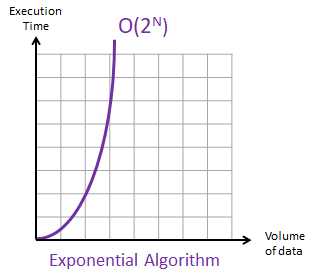 Execution
Time
O(2ᴺ)
Volume
of data
Exponential Algorithm